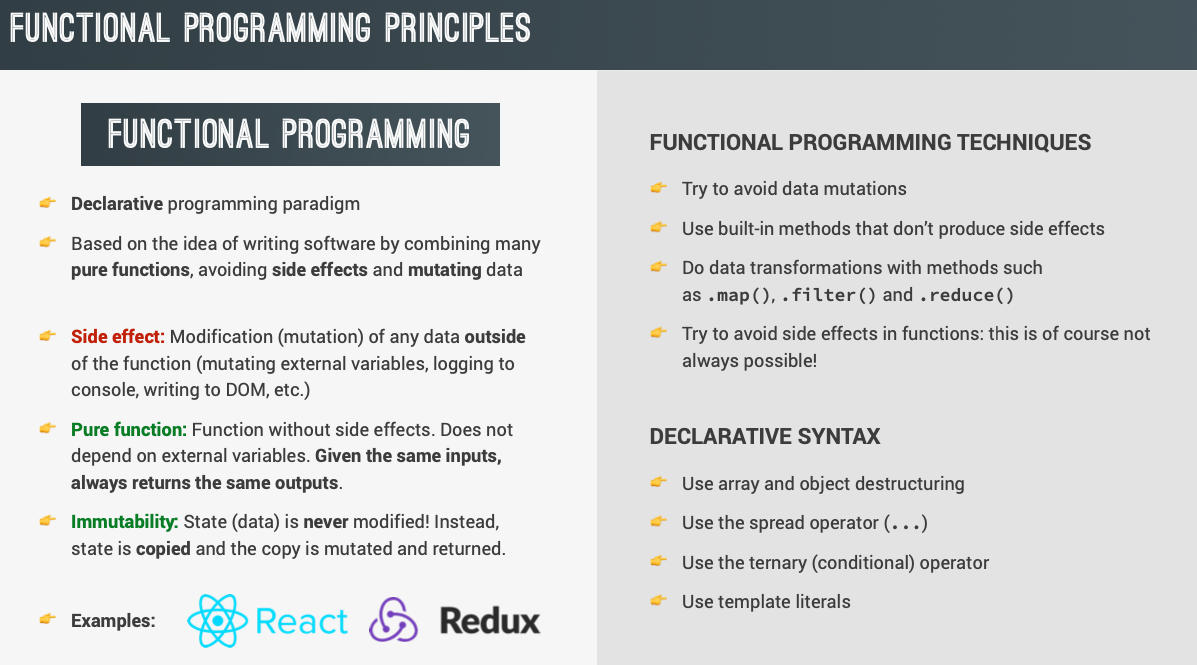 FUNCTIONAL PROGRAMMING PRINCIPLES
FUNCTIONAL PROGRAMMING
Declarative programming paradigm
Based on the idea of writing software by combining many
pure functions, avoiding side effects and mutating data
Side effect: Modification (mutation) of any data outside
of the function (mutating external variables, logging to
console, writing to DOM, etc.)
Pure function: Function without side effects. Does not
depend on external variables. Given the same inputs,
always returns the same outputs.
Immutability: State (data) is never modified! Instead,
state is copied and the copy is mutated and returned.
Examples: React Redux
FUNCTIONAL PROGRAMMING TECHNIQUES
Try to avoid data mutations
Use built-in methods that don’t produce side effects
Do data transformations with methods such
as .map(), .filter() and .reduce()
Try to avoid side effects in functions: this is of course not
always possible!
DECLARATIVE SYNTAX
Use array and object destructuring
Use the spread operator (...)
Use the ternary (conditional) operator
Use template literals